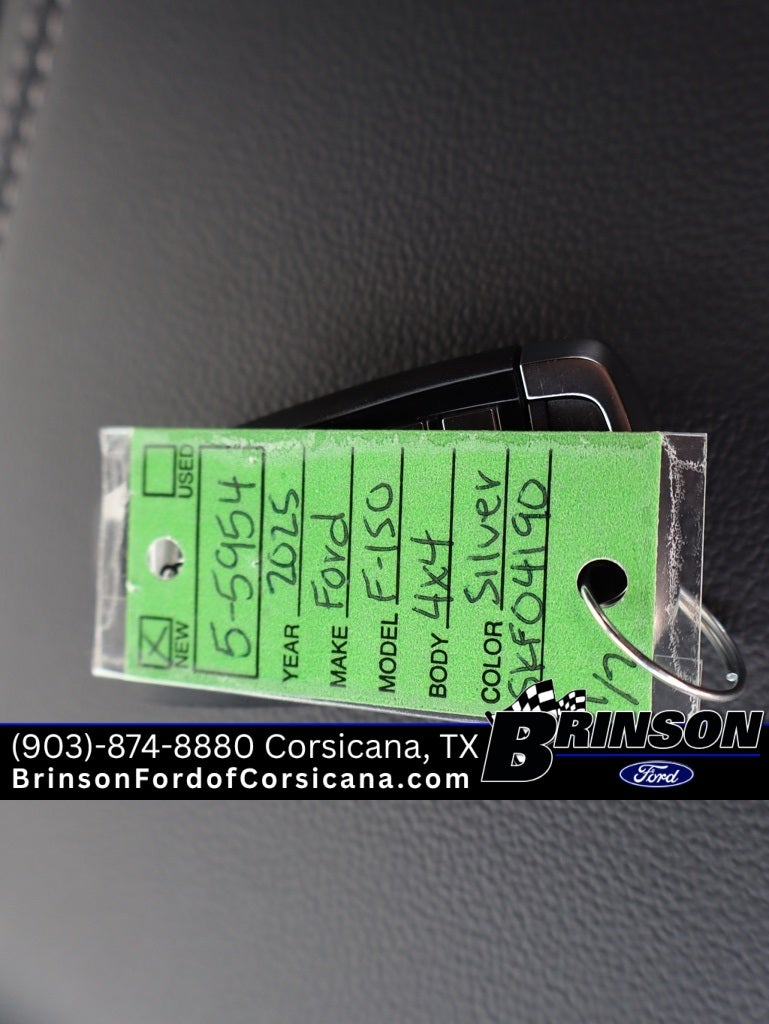 NEW USED
5-5954
YEAR 2025
MAKE Ford
MODEL F-150
BODY 4x4
COLOR Silver
SKF04190
(903)-874-8880 Corsicana, TX
BrinsonFordofCorsicana.com
BRINSON
Ford